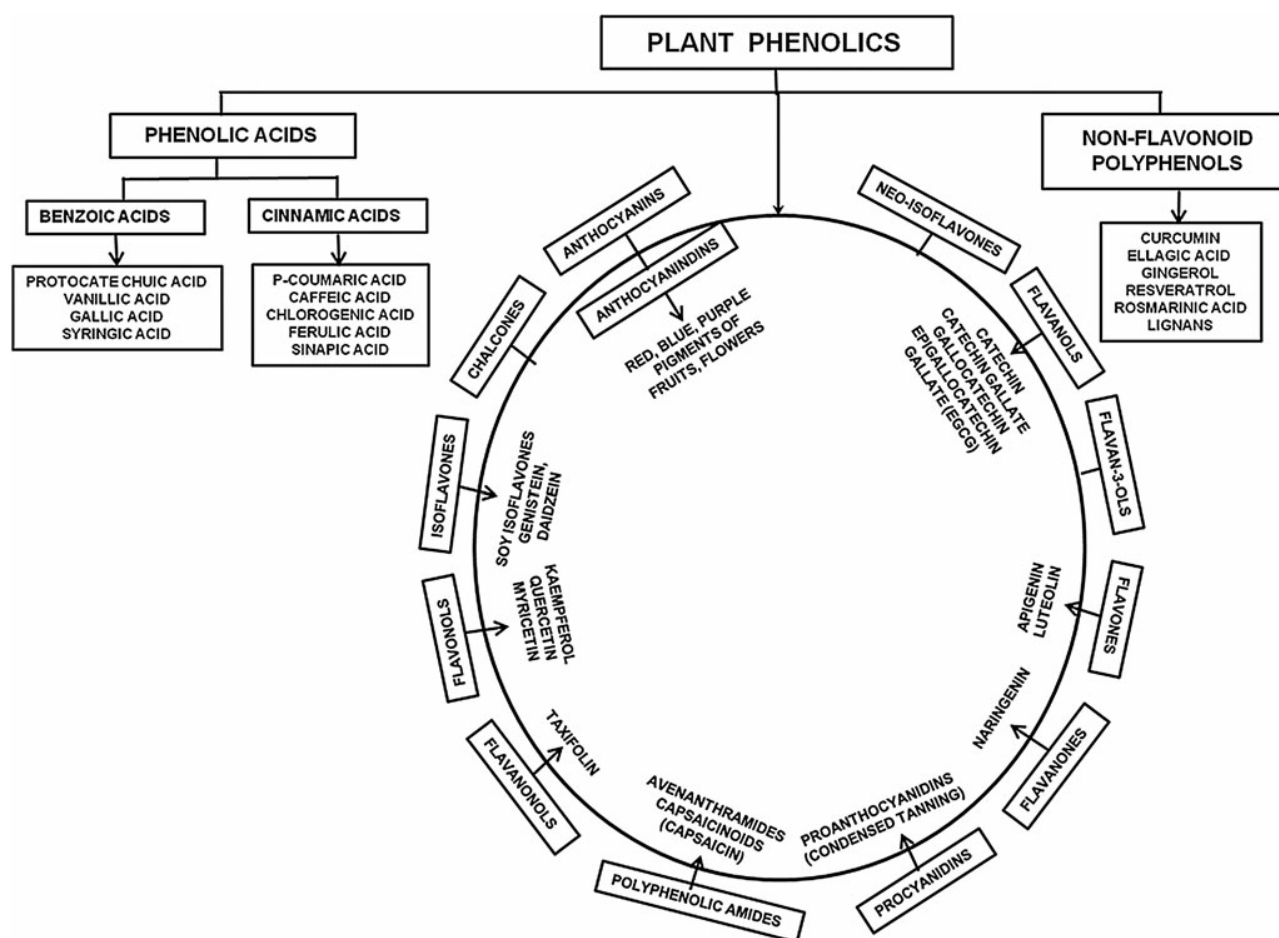 PLANT PHENOLICS
PHENOLIC ACIDS
NON-FLAVONOID
POLYPHENOLS
BENZOIC ACIDS
CINNAMIC ACIDS
PROTOCATE CHUIC ACID
VANILLIC ACID
GALLIC ACID
SYRINGIC ACID
P-COUMARIC ACID
CAFFEIC ACID
CHLOROGENIC ACID
FERULIC ACID
SINAPIC ACID
CURCUMIN
ELLAGIC ACID
GINGEROL
RESVERATROL
ROSMARINIC ACID
LIGNANS
NEO-ISOFLAVONES
FLAVANOLS
CATECHIN
CATECHIN GALLATE
GALLOCATECHIN
EPIGALLOCATECHIN
GALLATE (EGCG)
FLAVAN-3-OLS
FLAVONES
APIGENIN
LUTEOLIN
FLAVANONES
NARINGENIN
PROCYANIDINS
PROANTHOCYANIDINS
(CONDENSED TANNING)
POLYPHENOLIC AMIDES
AVENANTHRAMIDES
CAPSAICINOIDS
(CAPSAICIN)
FLAVANONOLS
TAXIFOLIN
FLAVONOLS
KAEMPFEROL
QUERCETIN
MYRICETIN
ISOFLAVONES
SOY ISOFLAVONES
GENISTEIN,
DAIDZEIN
CHALCONES
ANTHOCYANINS
ANTHOCYANINDINS
RED, BLUE, PURPLE
PIGMENTS OF
FRUITS, FLOWERS